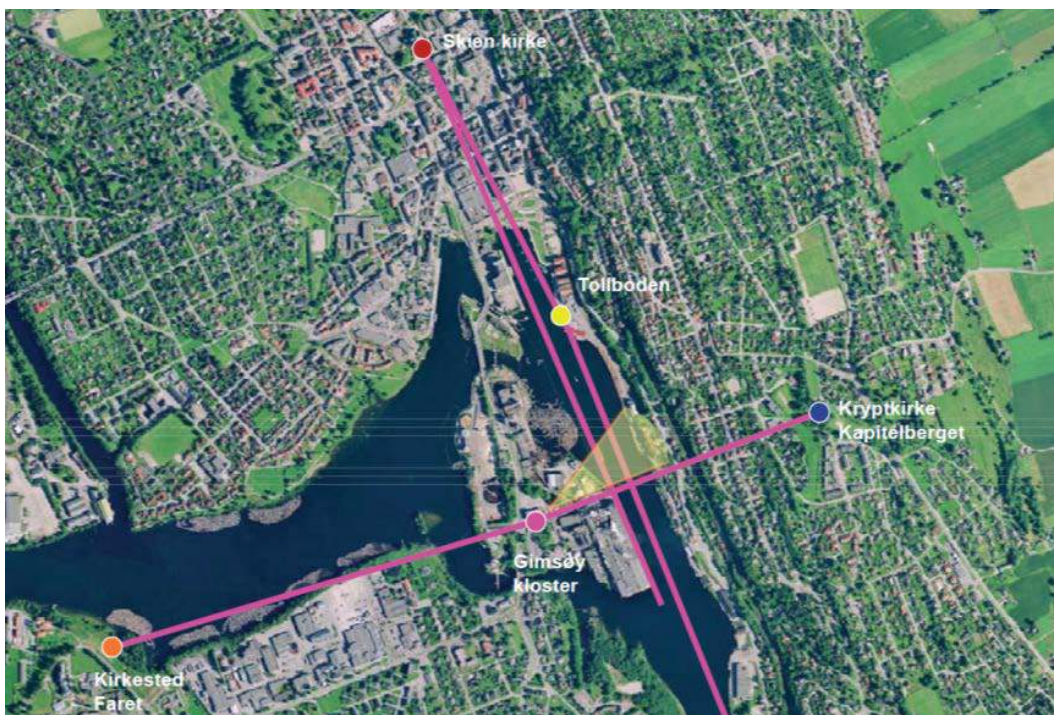 Skien kirke
Tollboden
Kryptkirke
Kapitelberget
Gimsøy
kloster
Kirkested
Faret